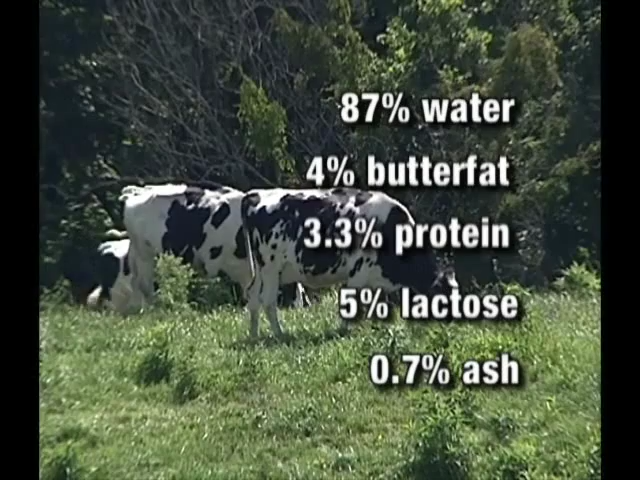 87% water
4% butterfat
3.3% protein
5% lactose
0.7% ash